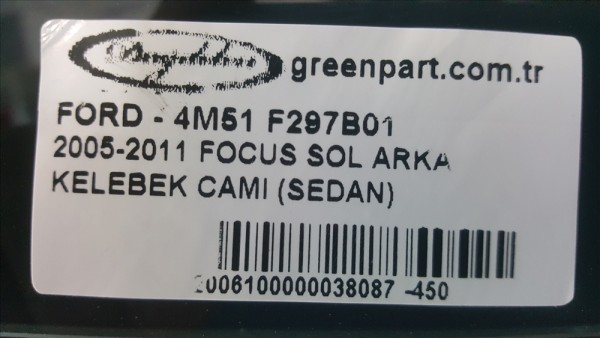 greenpart.com.tr
FORD - 4M51 F297B01
2005-2011 FOCUS SOL ARKA
KELEBEK CAMI (SEDAN)
2006100000038087 -450